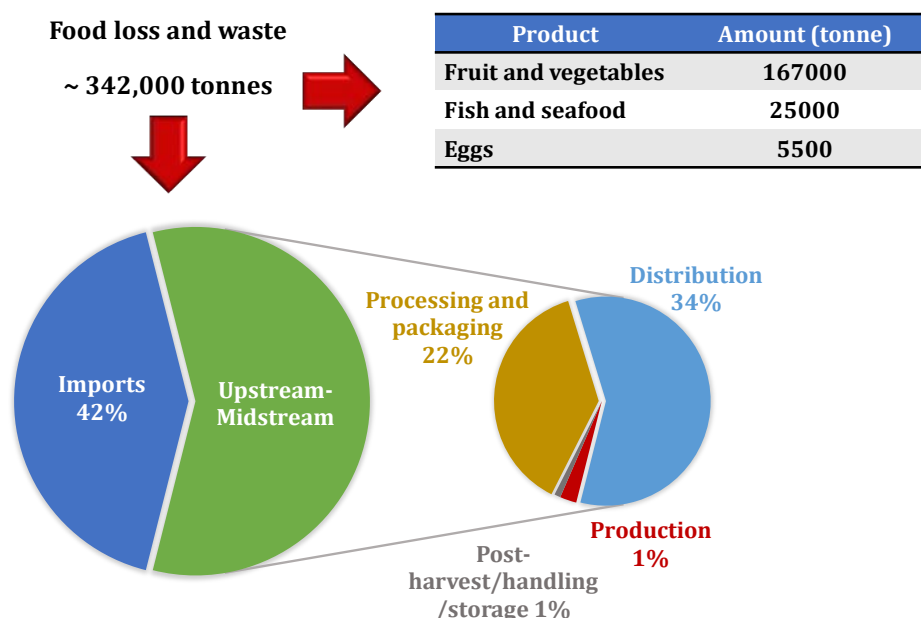 Food loss and waste
~ 342,000 tonnes
Product Amount (tonne)
Fruit and vegetables 167000
Fish and seafood 25000
Eggs 5500
Imports
42%
Upstream-
Midstream
Processing and
packaging
22%
Distribution
34%
Production
1%
Post-
harvest/handling
/storage 1%